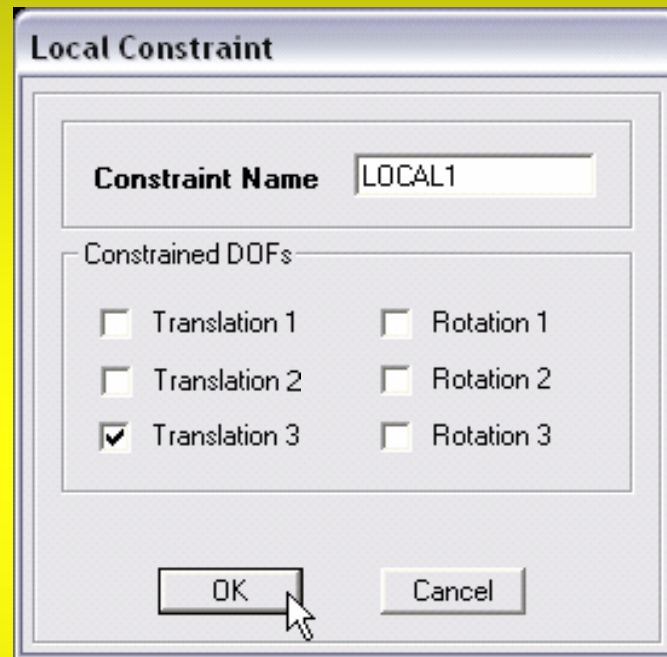 Local Constraint
Constraint Name LOCAL1
Constrained DOFs
Translation 1 Rotation 1
Translation 2 Rotation 2
Translation 3 Rotation 3
OK Cancel